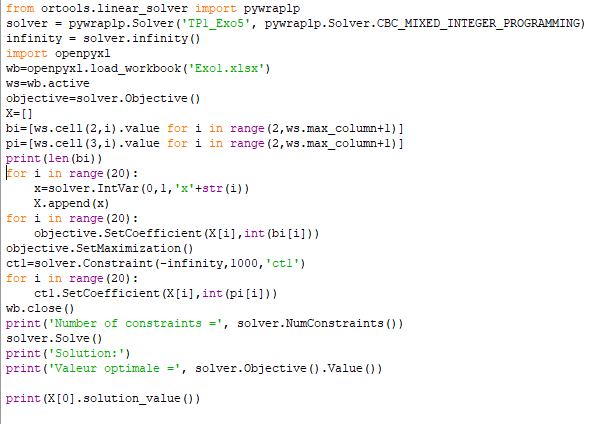 from ortools.linear_solver import pywraplp
solver = pywraplp.Solver('TP1_Exo5', pywraplp.Solver.CBC_MIXED_INTEGER_PROGRAMMING)
infinity = solver.infinity()
import openpyxl
wb=openpyxl.load_workbook('Exo1.xlsx')
ws=wb.active
objective=solver.Objective()
X=[]
bi=[ws.cell(2,i).value for i in range(2,ws.max_column+1)]
pi=[ws.cell(3,i).value for i in range(2,ws.max_column+1)]
print(len(bi))
for i in range(20):
    x=solver.IntVar(0,1,'x'+str(i))
    X.append(x)
for i in range(20):
    objective.SetCoefficient(X[i],int(bi[i]))
objective.SetMaximization()
ct1=solver.Constraint(-infinity,1000,'ct1')
for i in range(20):
    ct1.SetCoefficient(X[i],int(pi[i]))
wb.close()
print('Number of constraints =', solver.NumConstraints())
solver.Solve()
print('Solution:')
print('Valeur optimale =', solver.Objective().Value())
print(X[0].solution_value())